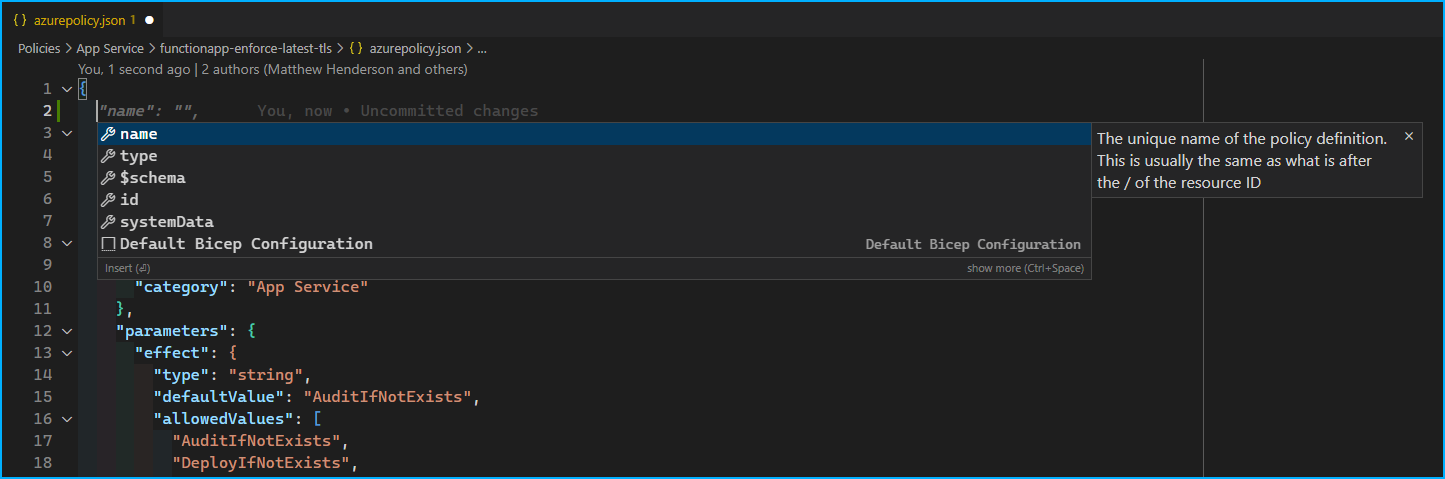 { } azurepolicy.json 1 ●
Policies > App Service > functionapp-enforce-latest-tls > { } azurepolicy.json > ...
You, 1 second ago | 2 authors (Matthew Henderson and others)
1 {
2 "name": "", You, now • Uncommitted changes
3 name
4 type
5 $schema
6 id
7 systemData
8 Default Bicep Configuration Default Bicep Configuration
9 Insert (⏎) show more (Ctrl+Space)
The unique name of the policy definition. ×
This is usually the same as what is after
the / of the resource ID
10 "category": "App Service"
11 },
12 "parameters": {
13 "effect": {
14 "type": "string",
15 "defaultValue": "AuditIfNotExists",
16 "allowedValues": [
17 "AuditIfNotExists",
18 "DeployIfNotExists",